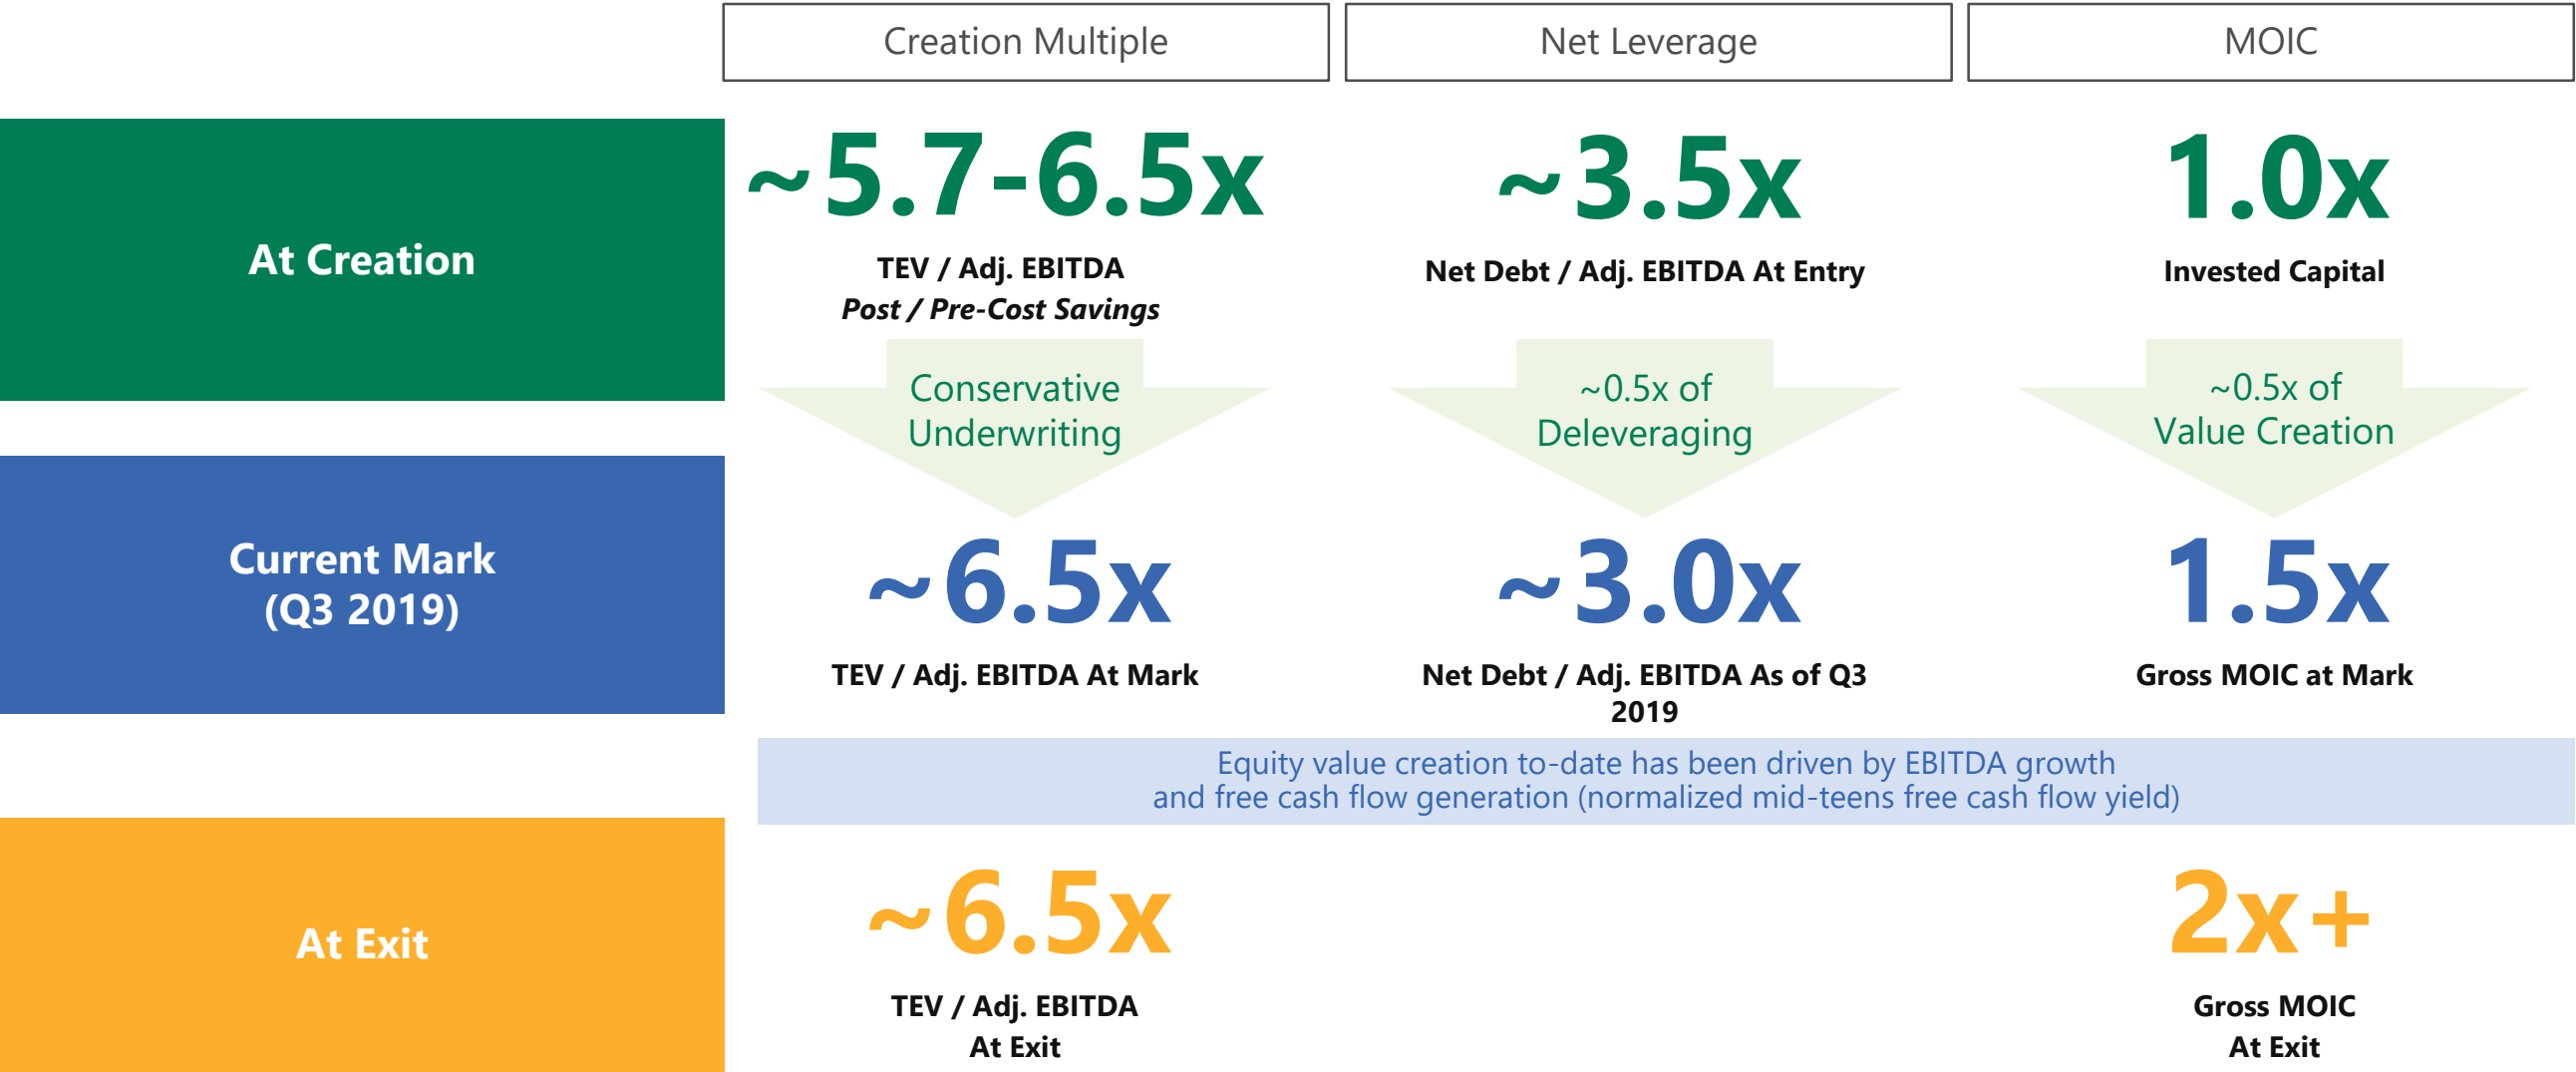 Creation Multiple
Net Leverage
MOIC
At Creation
~5.7-6.5x
TEV / Adj. EBITDA
Post / Pre-Cost Savings
~3.5x
Net Debt / Adj. EBITDA At Entry
1.0x
Invested Capital
Conservative
Underwriting
~0.5x of
Deleveraging
~0.5x of
Value Creation
Current Mark
(Q3 2019)
~6.5x
TEV / Adj. EBITDA At Mark
~3.0x
Net Debt / Adj. EBITDA As of Q3
2019
1.5x
Gross MOIC at Mark
Equity value creation to-date has been driven by EBITDA growth
and free cash flow generation (normalized mid-teens free cash flow yield)
At Exit
~6.5x
TEV / Adj. EBITDA
At Exit
2x+
Gross MOIC
At Exit